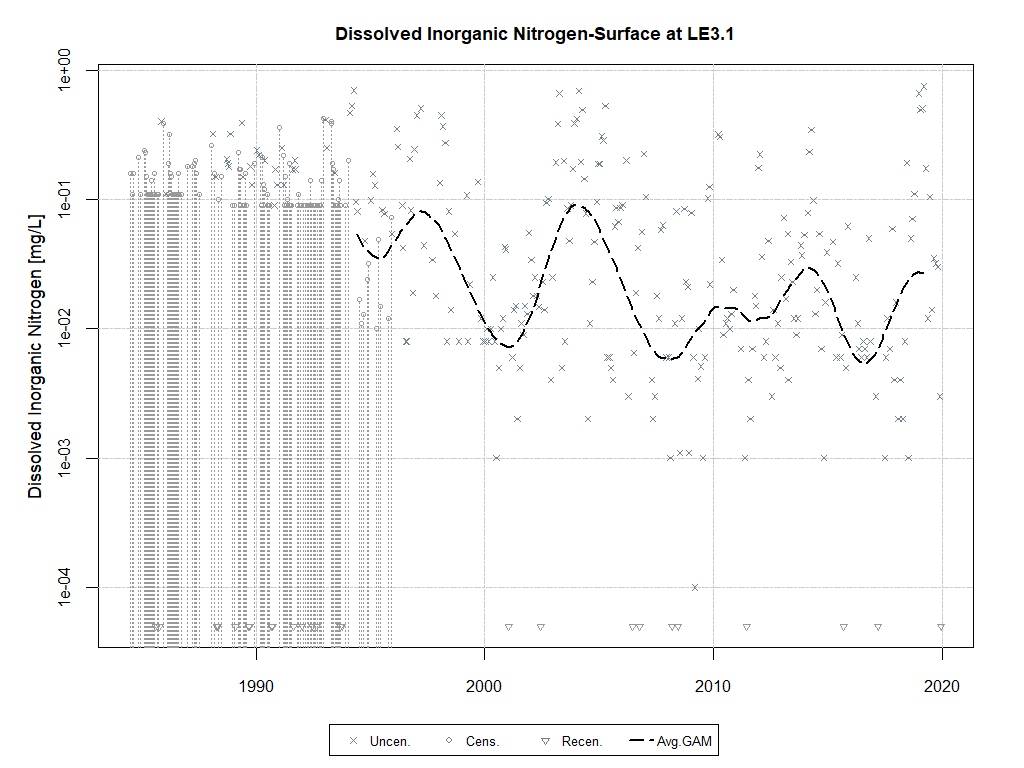 Dissolved Inorganic Nitrogen-Surface at LE3.1
Dissolved Inorganic Nitrogen [mg/L]
1e+00
1e-01
1e-02
1e-03
1e-04
1990
2000
2010
2020
Uncen.
Cens.
Recen.
Avg.GAM